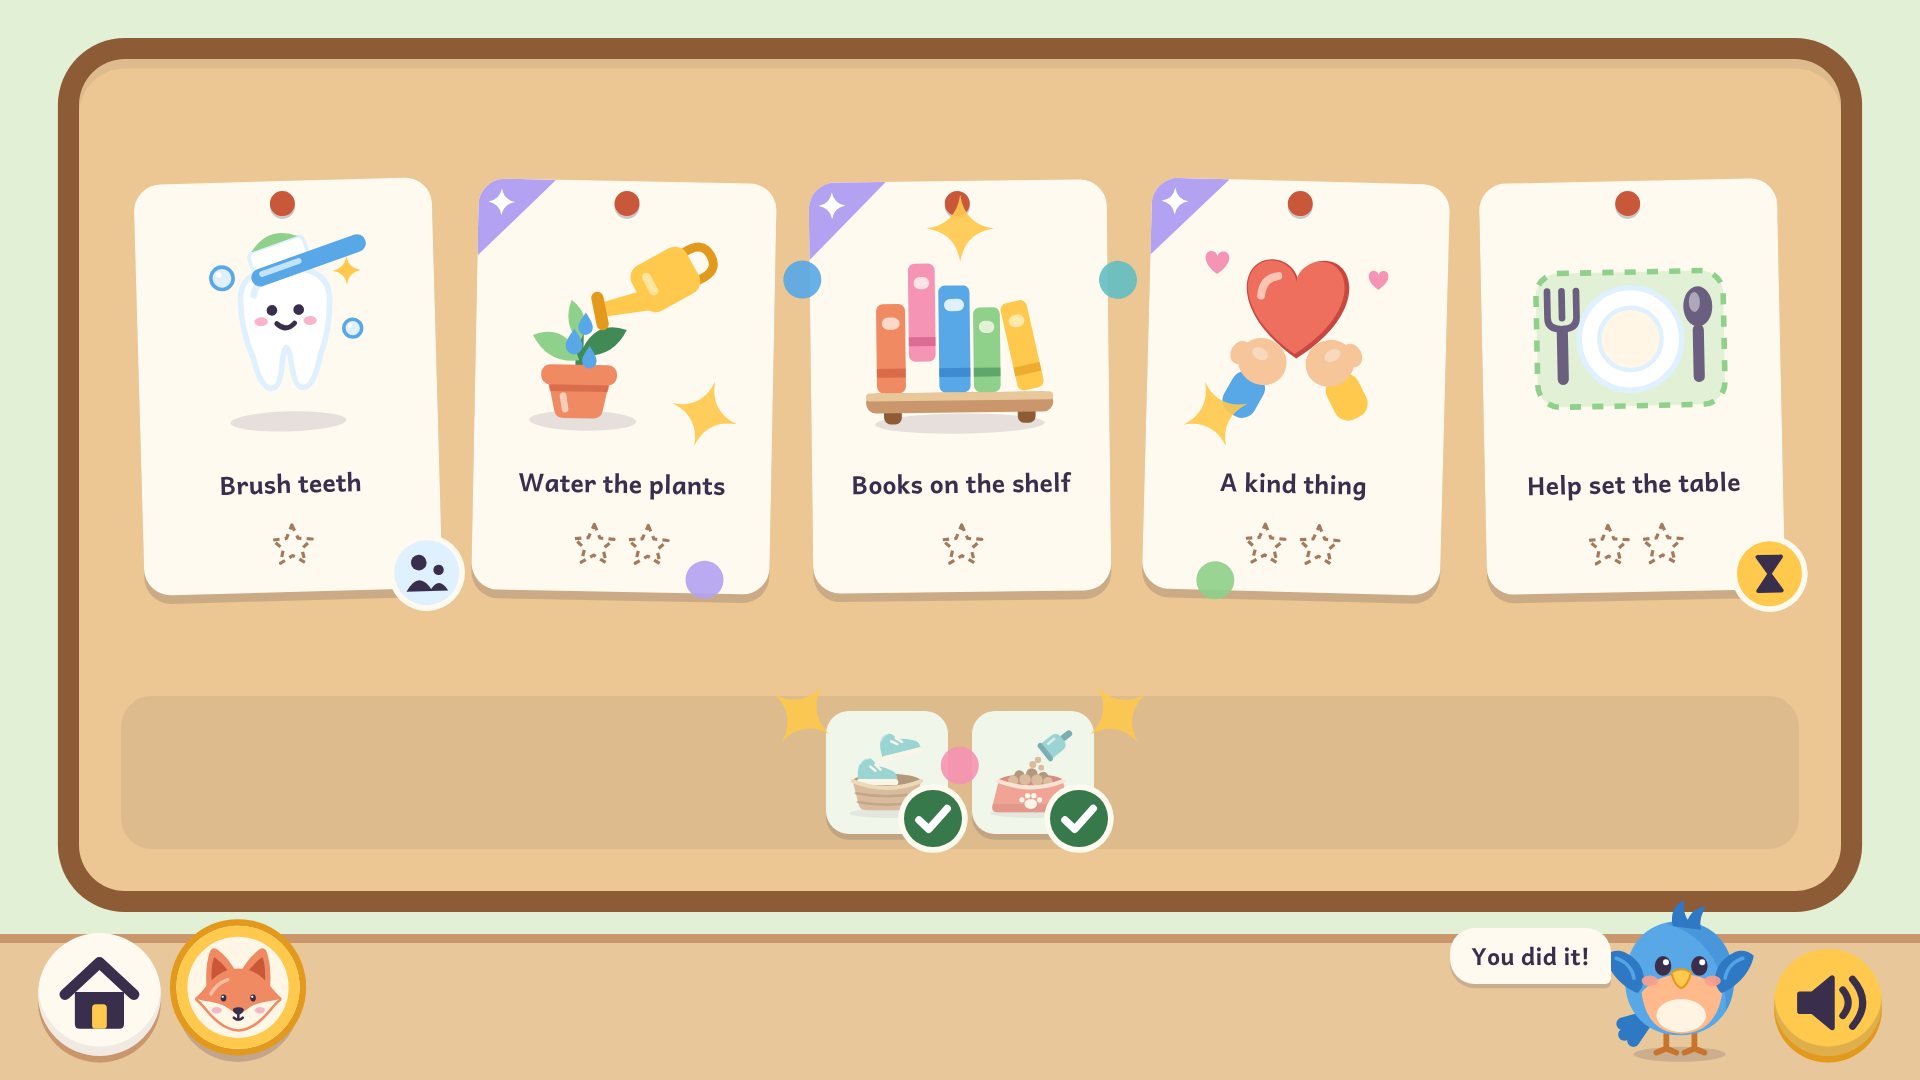 Brush teeth
Water the plants
Books on the shelf
A kind thing
Help set the table
You did it!